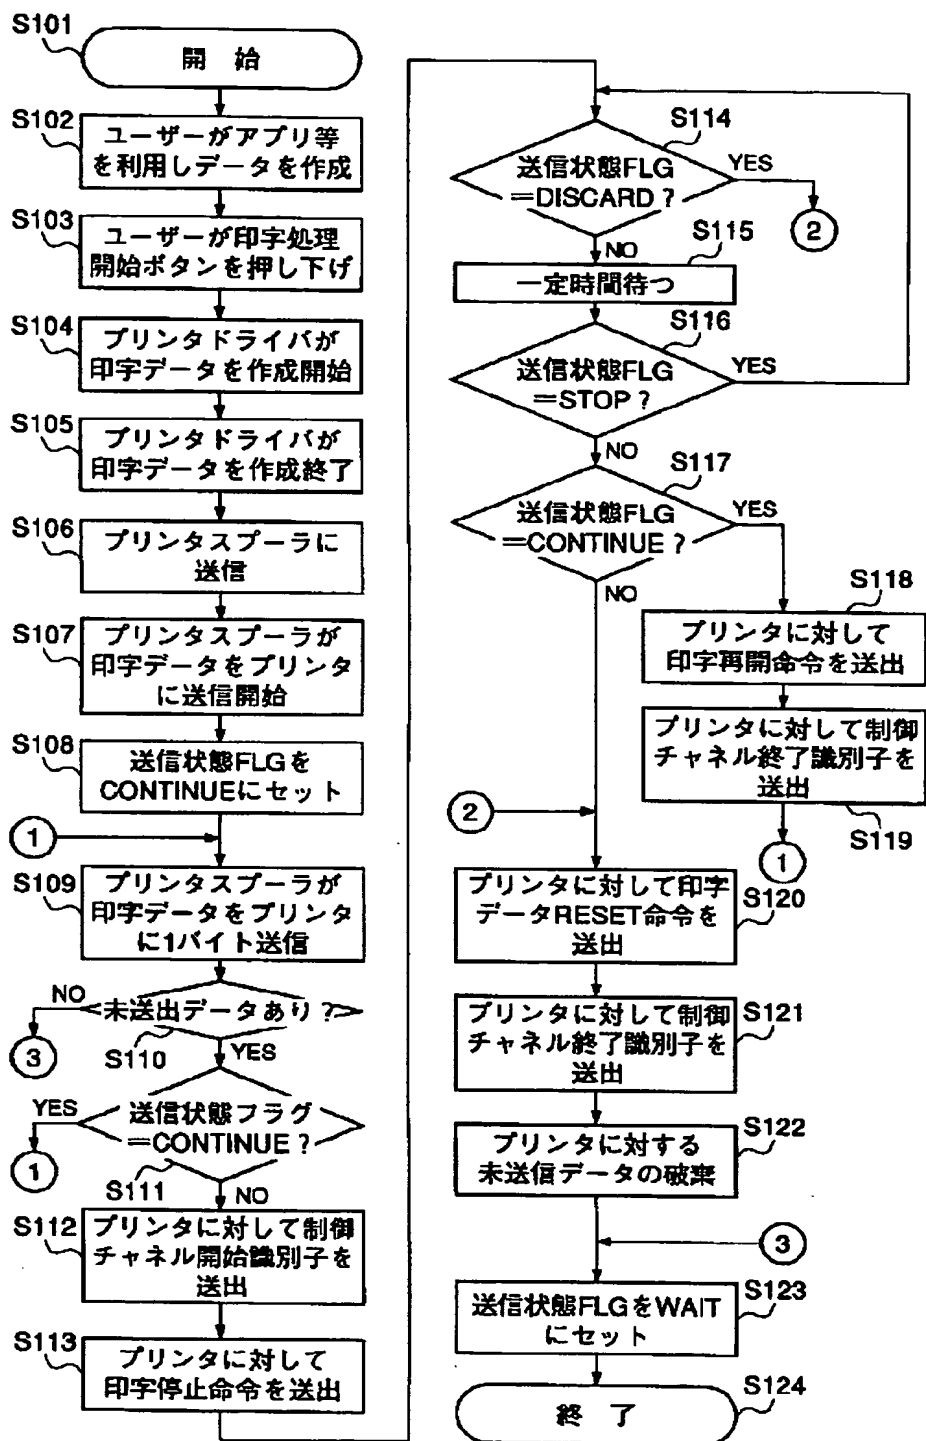 S101
開 始
S102
ユーザーがアプリ等
を利用しデータを作成
S103
ユーザーが印字処理
開始ボタンを押し下げ
S104
プリンタドライバが
印字データを作成開始
S105
プリンタドライバが
印字データを作成終了
S106
プリンタスプーラに
送信
S107
プリンタスプーラが
印字データをプリンタ
に送信開始
S108
送信状態FLGを
CONTINUEにセット
1
S109
プリンタスプーラが
印字データをプリンタ
に1バイト送信
NO
未送出データあり?
3
S110
YES
YES
送信状態フラグ
=CONTINUE?
1
S111
NO
S112
プリンタに対して制御
チャネル開始識別子を
送出
S113
プリンタに対して
印字停止命令を送出
S114
送信状態FLG
=DISCARD?
YES
2
NO
S115
一定時間待つ
S116
送信状態FLG
=STOP?
YES
NO
S117
送信状態FLG
=CONTINUE?
YES
NO
S118
プリンタに対して
印字再開命令を送出
プリンタに対して制御
チャネル終了識別子を
送出
S119
1
2
プリンタに対して印字
データRESET命令を
送出
S120
プリンタに対して制御
チャネル終了識別子を
送出
S121
プリンタに対する
未送信データの破棄
S122
3
送信状態FLGをWAIT
にセット
S123
終 了
S124